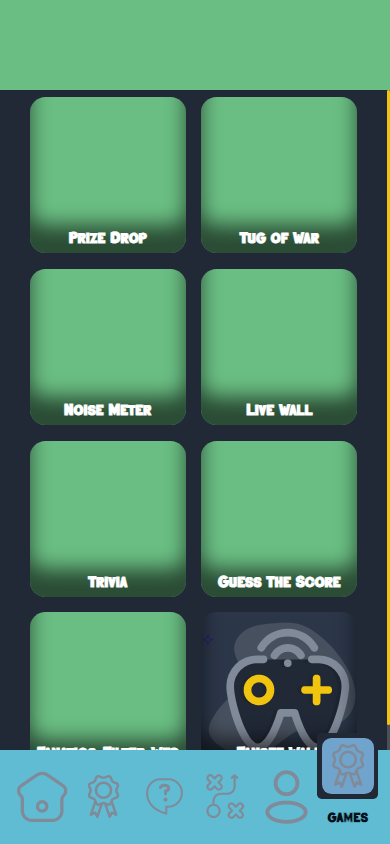 Prize Drop
Tug of War
Noise Meter
Live Wall
Trivia
Guess The Score
GAMES